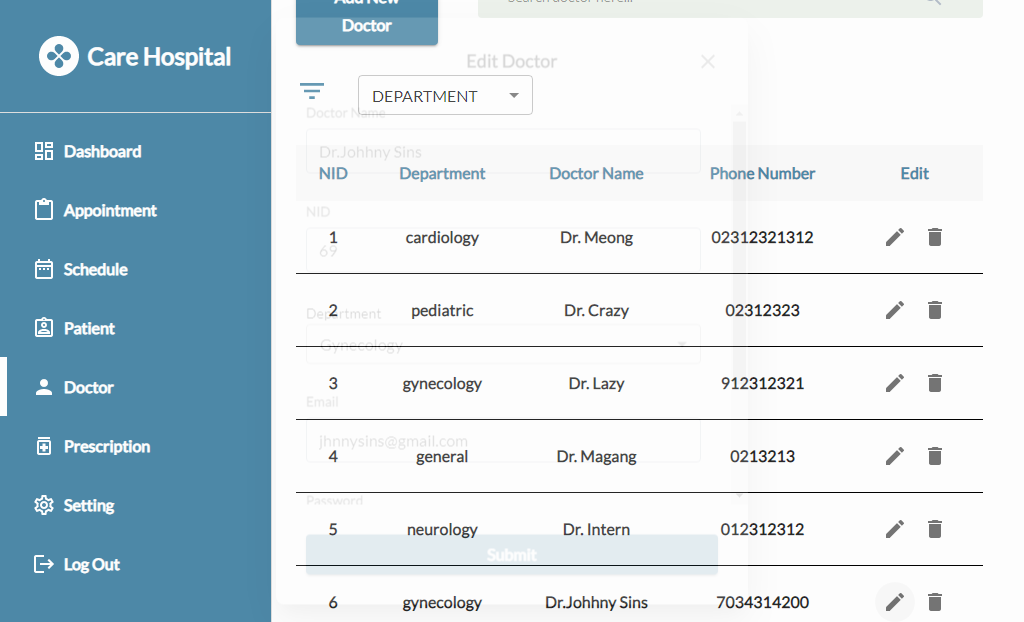 Add New
Doctor
Search doctor here...
Care Hospital
Edit Doctor
DEPARTMENT
Doctor Name
Dr.Johhny Sins
NID Department Doctor Name Phone Number Edit
Dashboard
Appointment
Schedule
Patient
Doctor
Prescription
Setting
Log Out
NID
69
1 cardiology Dr. Meong 02312321312
2 pediatric Dr. Crazy 02312323
Department
Gynecology
3 gynecology Dr. Lazy 912312321
Email
jhnnysins@gmail.com
4 general Dr. Magang 0213213
Password
5 neurology Dr. Intern 012312312
Submit
6 gynecology Dr.Johhny Sins 7034314200